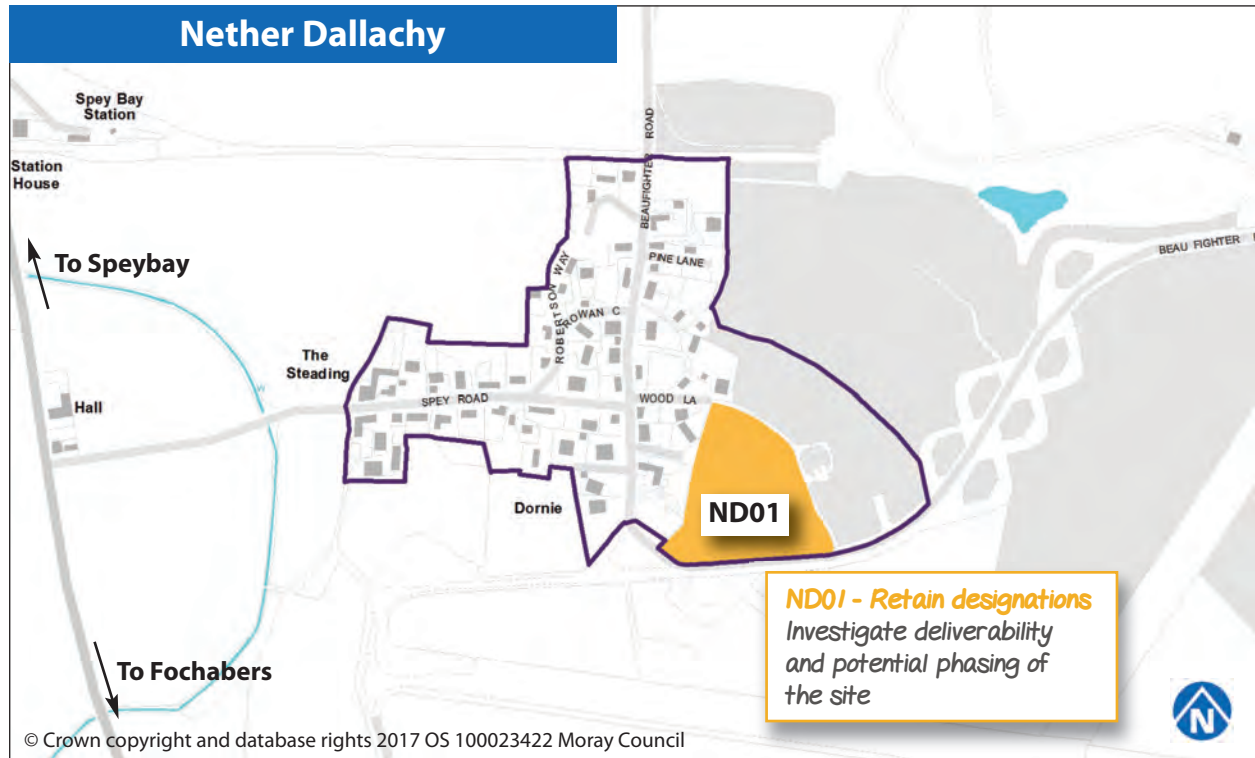 Nether Dallachy
Spey Bay
Station
Station
House
To Speybay
BEAUFIGHTER ROAD
BEAU FIGHTER
PINE LANE
ROBERTSON WAY
ROWAN C
The
Steading
SPEY ROAD
WOOD LA
Hall
W
Dornie
ND01
ND01 - Retain designations
Investigate deliverability
and potential phasing of
the site
To Fochabers
N
© Crown copyright and database rights 2017 OS 100023422 Moray Council